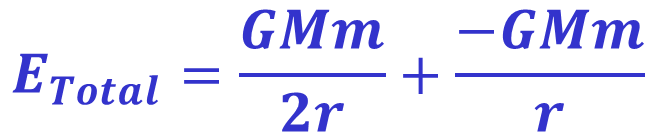 E_Total = GMm/2r + -GMm/r